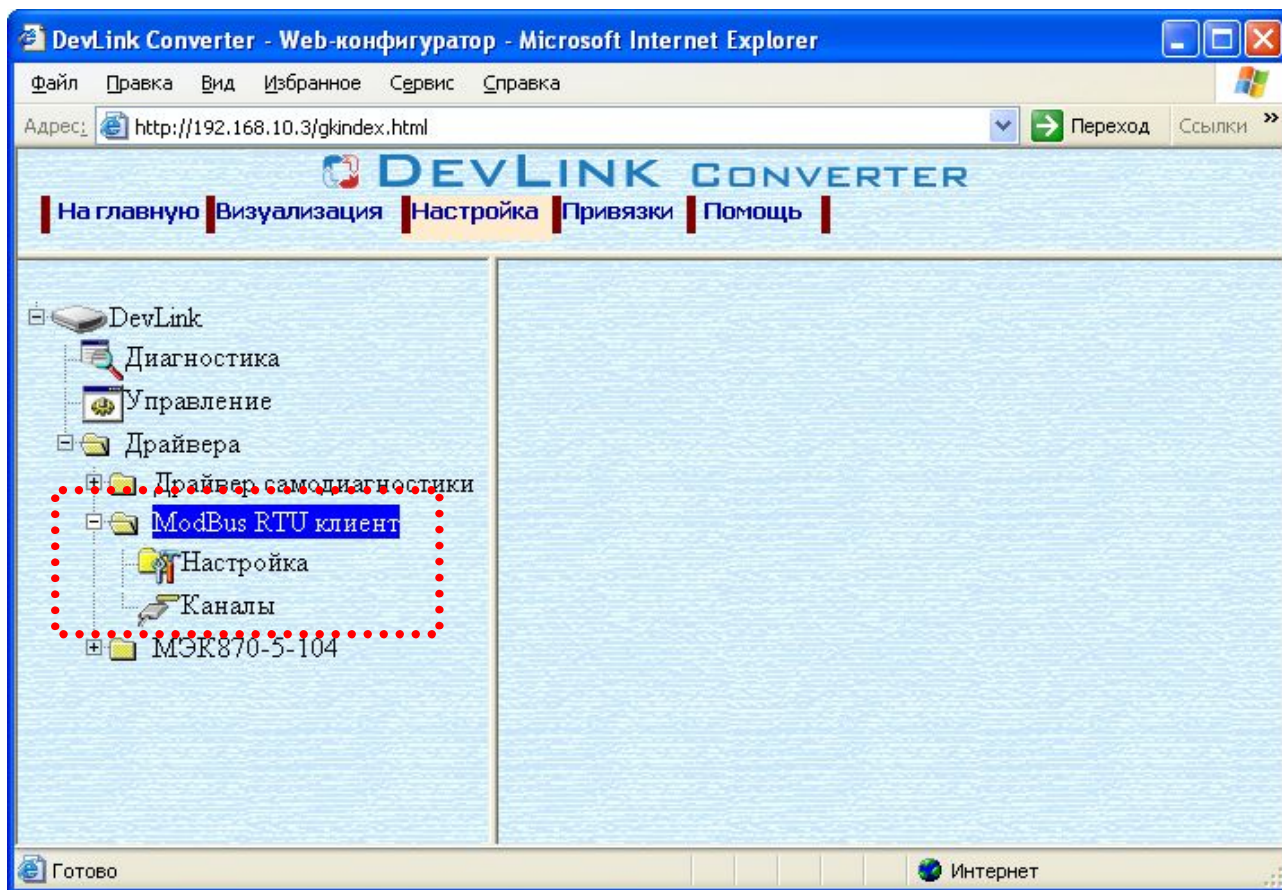 DevLink Converter - Web-конфигуратор - Microsoft Internet Explorer
Файл Правка Вид Избранное Сервис Справка
Адрес: http://192.168.10.3/gkindex.html Переход Ссылки »
DEVLINK CONVERTER
На главную Визуализация Настройка Привязки Помощь
DevLink
Диагностика
Управление
Драйвера
Драйвер самодиагностики
ModBus RTU клиент
Настройка
Каналы
МЭК870-5-104
Готово Интернет